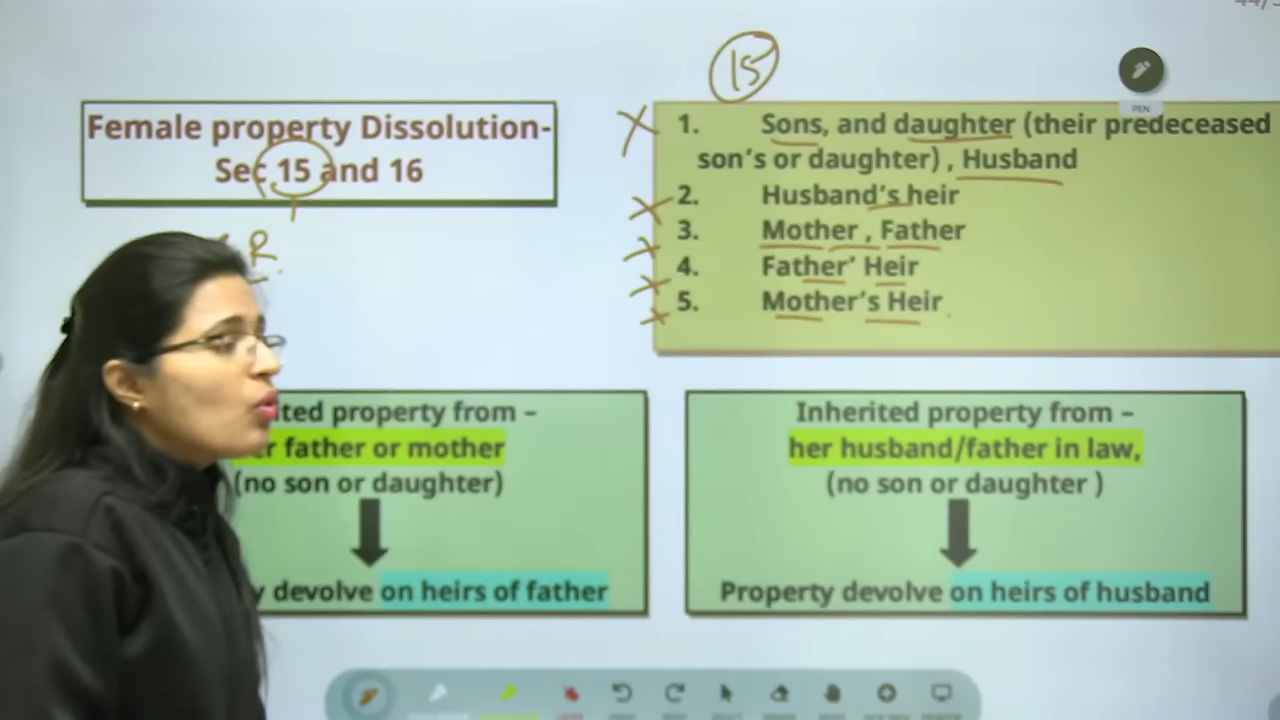 15
Female property Dissolution-
Sec 15 and 16
R
1. Sons, and daughter (their predeceased
son's or daughter) , Husband
2. Husband's heir
3. Mother , Father
4. Father' Heir
5. Mother's Heir
PEN
property from –
father or mother
(no son or daughter)
devolve on heirs of father
Inherited property from –
her husband/father in law,
(no son or daughter )
Property devolve on heirs of husband